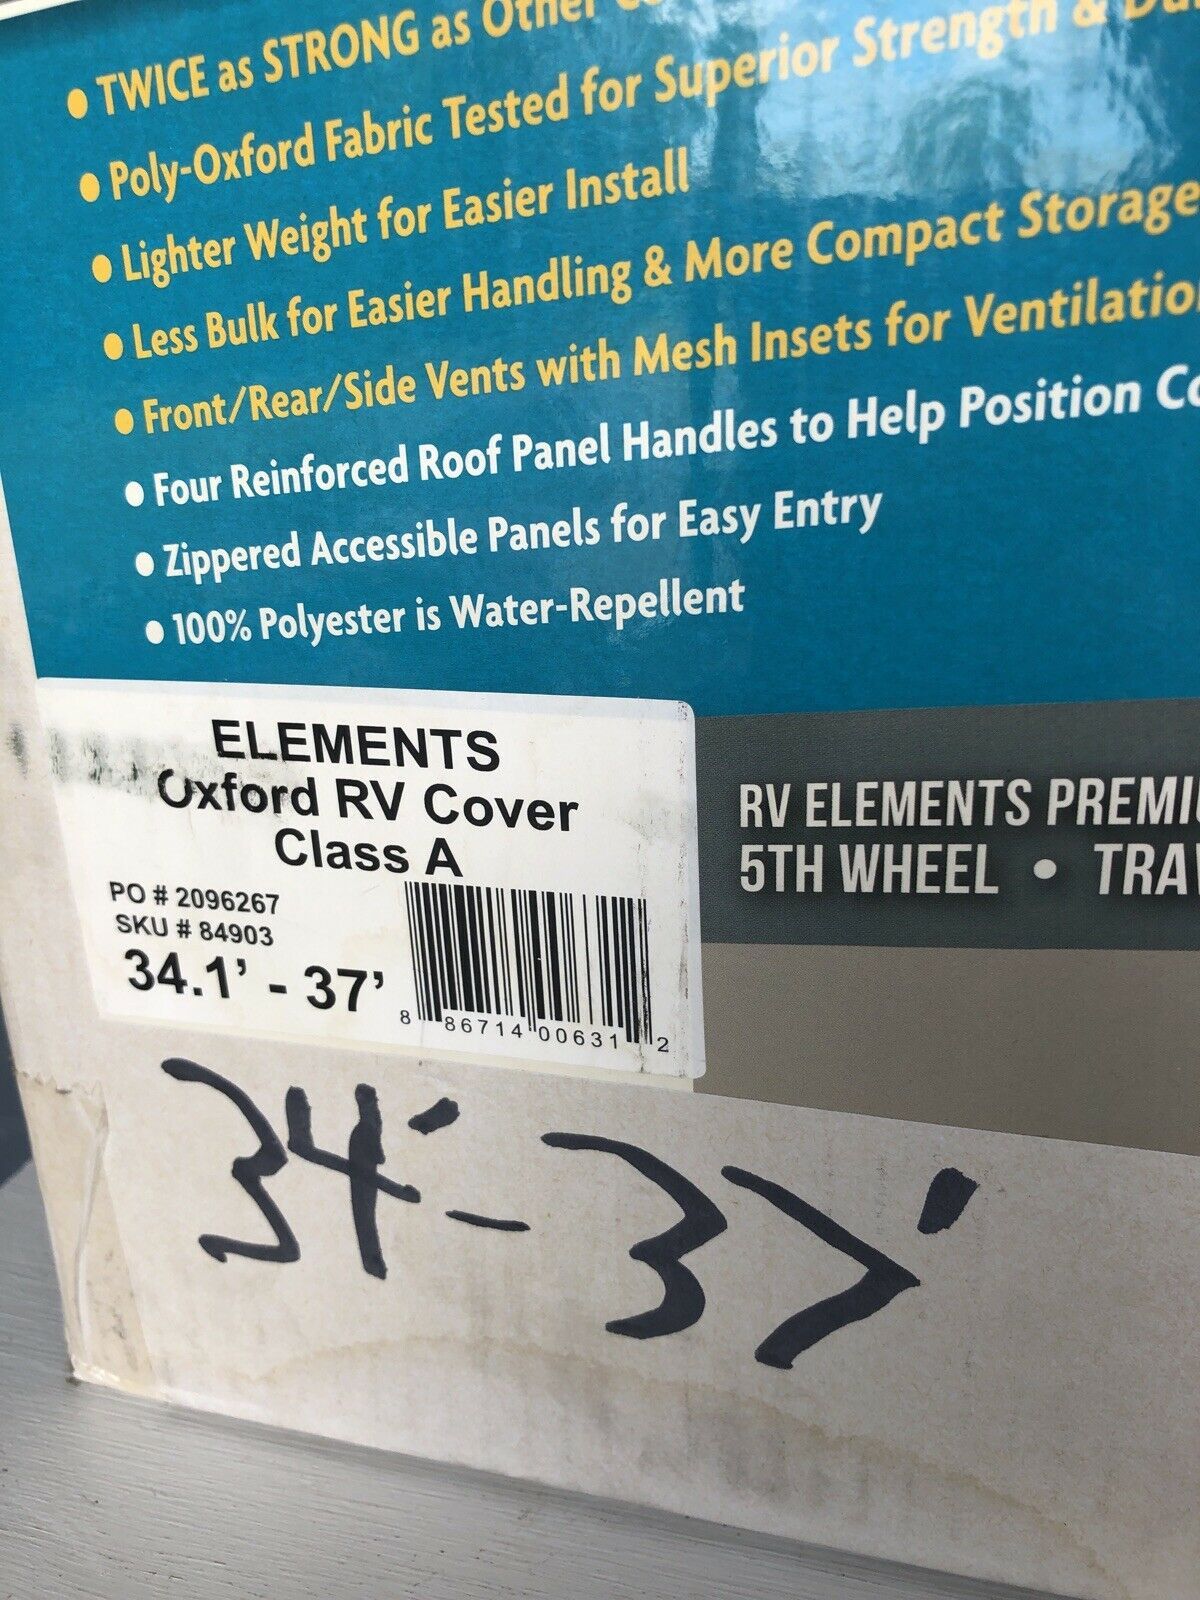 • TWICE as STRONG as Other
• Poly-Oxford Fabric Tested for Superior Strength &
• Lighter Weight for Easier Install
• Less Bulk for Easier Handling & More Compact Storage
• Front/Rear/Side Vents with Mesh Insets for Ventilatio
• Four Reinforced Roof Panel Handles to Help Position
• Zippered Accessible Panels for Easy Entry
• 100% Polyester is Water-Repellent
ELEMENTS
Oxford RV Cover
Class A
PO # 2096267
SKU # 84903
34.1' - 37'
8 86714 00631 2
RV ELEMENTS PREMI
5TH WHEEL • TRA
34' - 37'